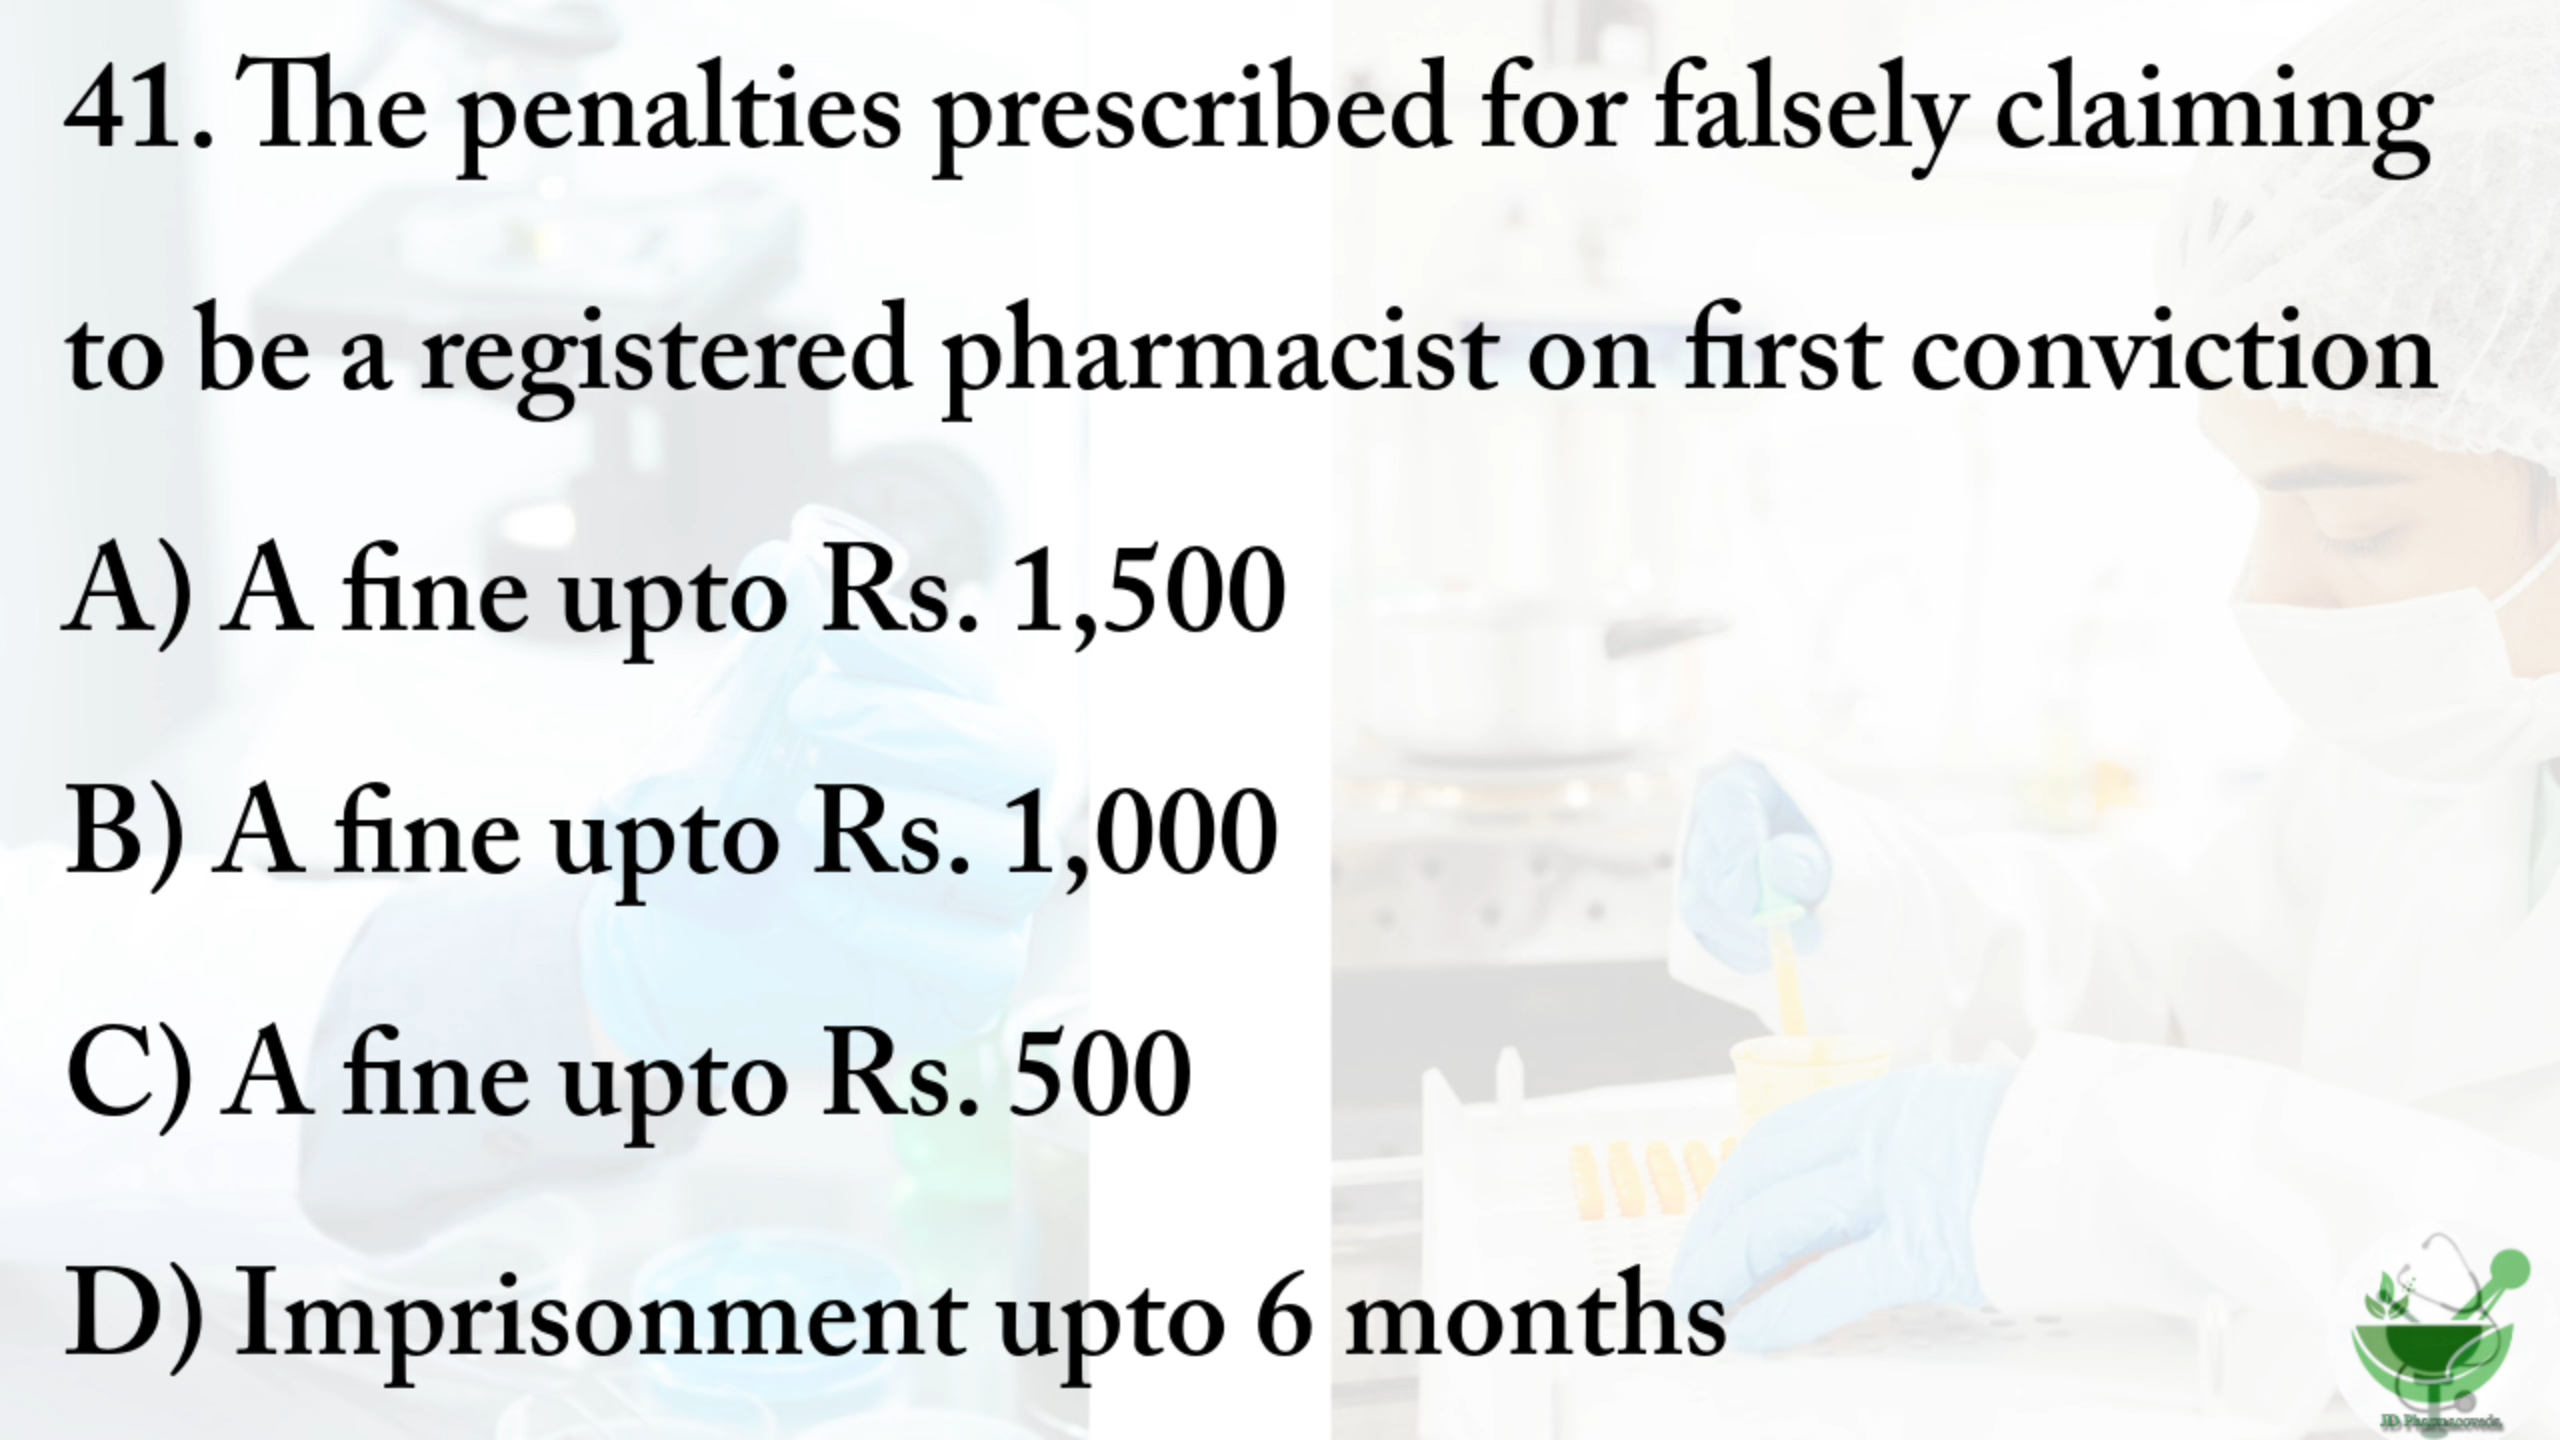 41. The penalties prescribed for falsely claiming
to be a registered pharmacist on first conviction
A) A fine upto Rs. 1,500
B) A fine upto Rs. 1,000
C) A fine upto Rs. 500
D) Imprisonment upto 6 months